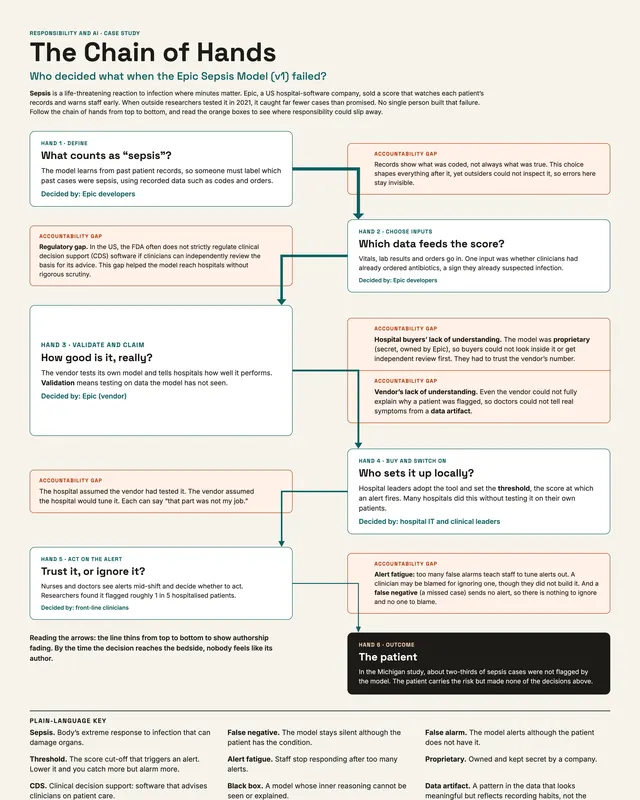 RESPONSIBILITY AND AI · CASE STUDY
The Chain of Hands
Who decided what when the Epic Sepsis Model (v1) failed?
Sepsis is a life-threatening reaction to infection where minutes matter. Epic, a US hospital-software company, sold a score that watches each patient's
records and warns staff early. When outside researchers tested it in 2021, it caught far fewer cases than promised. No single person built that failure.
Follow the chain of hands from top to bottom, and read the orange boxes to see where responsibility could slip away.
HAND 1 · DEFINE
What counts as “sepsis”?
The model learns from past patient records, so someone must label which
past cases were sepsis, using recorded data such as codes and orders.
Decided by: Epic developers
ACCOUNTABILITY GAP
Records show what was coded, not always what was true. This choice
shapes everything after it, yet outsiders could not inspect it, so errors here
stay invisible.
ACCOUNTABILITY GAP
Regulatory gap. In the US, the FDA often does not strictly regulate clinical
decision support (CDS) software if clinicians can independently review the
basis for its advice. This gap helped the model reach hospitals without
rigorous scrutiny.
HAND 2 · CHOOSE INPUTS
Which data feeds the score?
Vitals, lab results and orders go in. One input was whether clinicians had
already ordered antibiotics, a sign they already suspected infection.
Decided by: Epic developers
HAND 3 · VALIDATE AND CLAIM
How good is it, really?
The vendor tests its own model and tells hospitals how well it performs.
Validation means testing on data the model has not seen.
Decided by: Epic (vendor)
ACCOUNTABILITY GAP
Hospital buyers’ lack of understanding. The model was proprietary
(secret, owned by Epic), so buyers could not look inside it or get
independent review first. They had to trust the vendor’s number.
ACCOUNTABILITY GAP
Vendor’s lack of understanding. Even the vendor could not fully
explain why a patient was flagged, so doctors could not tell real
symptoms from a data artifact.
HAND 4 · BUY AND SWITCH ON
Who sets it up locally?
Hospital leaders adopt the tool and set the threshold, the score at which
an alert fires. Many hospitals did this without testing it on their own
patients.
Decided by: hospital IT and clinical leaders
ACCOUNTABILITY GAP
The hospital assumed the vendor had tested it. The vendor assumed
the hospital would tune it. Each can say “that part was not my job.”
HAND 5 · ACT ON THE ALERT
Trust it, or ignore it?
Nurses and doctors see alerts mid-shift and decide whether to act.
Researchers found it flagged roughly 1 in 5 hospitalised patients.
Decided by: front-line clinicians
ACCOUNTABILITY GAP
Alert fatigue: too many false alarms teach staff to tune alerts out. A
clinician may be blamed for ignoring one, though they did not build it. And a
false negative (a missed case) sends no alert, so there is nothing to ignore
and no one to blame.
Reading the arrows: the line thins from top to bottom to show authorship
fading. By the time the decision reaches the bedside, nobody feels like its
author.
HAND 6 · OUTCOME
The patient
In the Michigan study, about two-thirds of sepsis cases were not flagged by
the model. The patient carries the risk but made none of the decisions above.
PLAIN-LANGUAGE KEY
Sepsis. Body’s extreme response to infection that can
damage organs.
False negative. The model stays silent although the
patient has the condition.
False alarm. The model alerts although the patient
does not have it.
Threshold. The score cut-off that triggers an alert.
Lower it and you catch more but alarm more.
Alert fatigue. Staff stop responding after too many
alerts.
Proprietary. Owned and kept secret by a company.
CDS. Clinical decision support: software that advises
clinicians on patient care.
Black box. A model whose inner reasoning cannot be
seen or explained.
Data artifact. A pattern in the data that looks
meaningful but reflects recording habits, not the